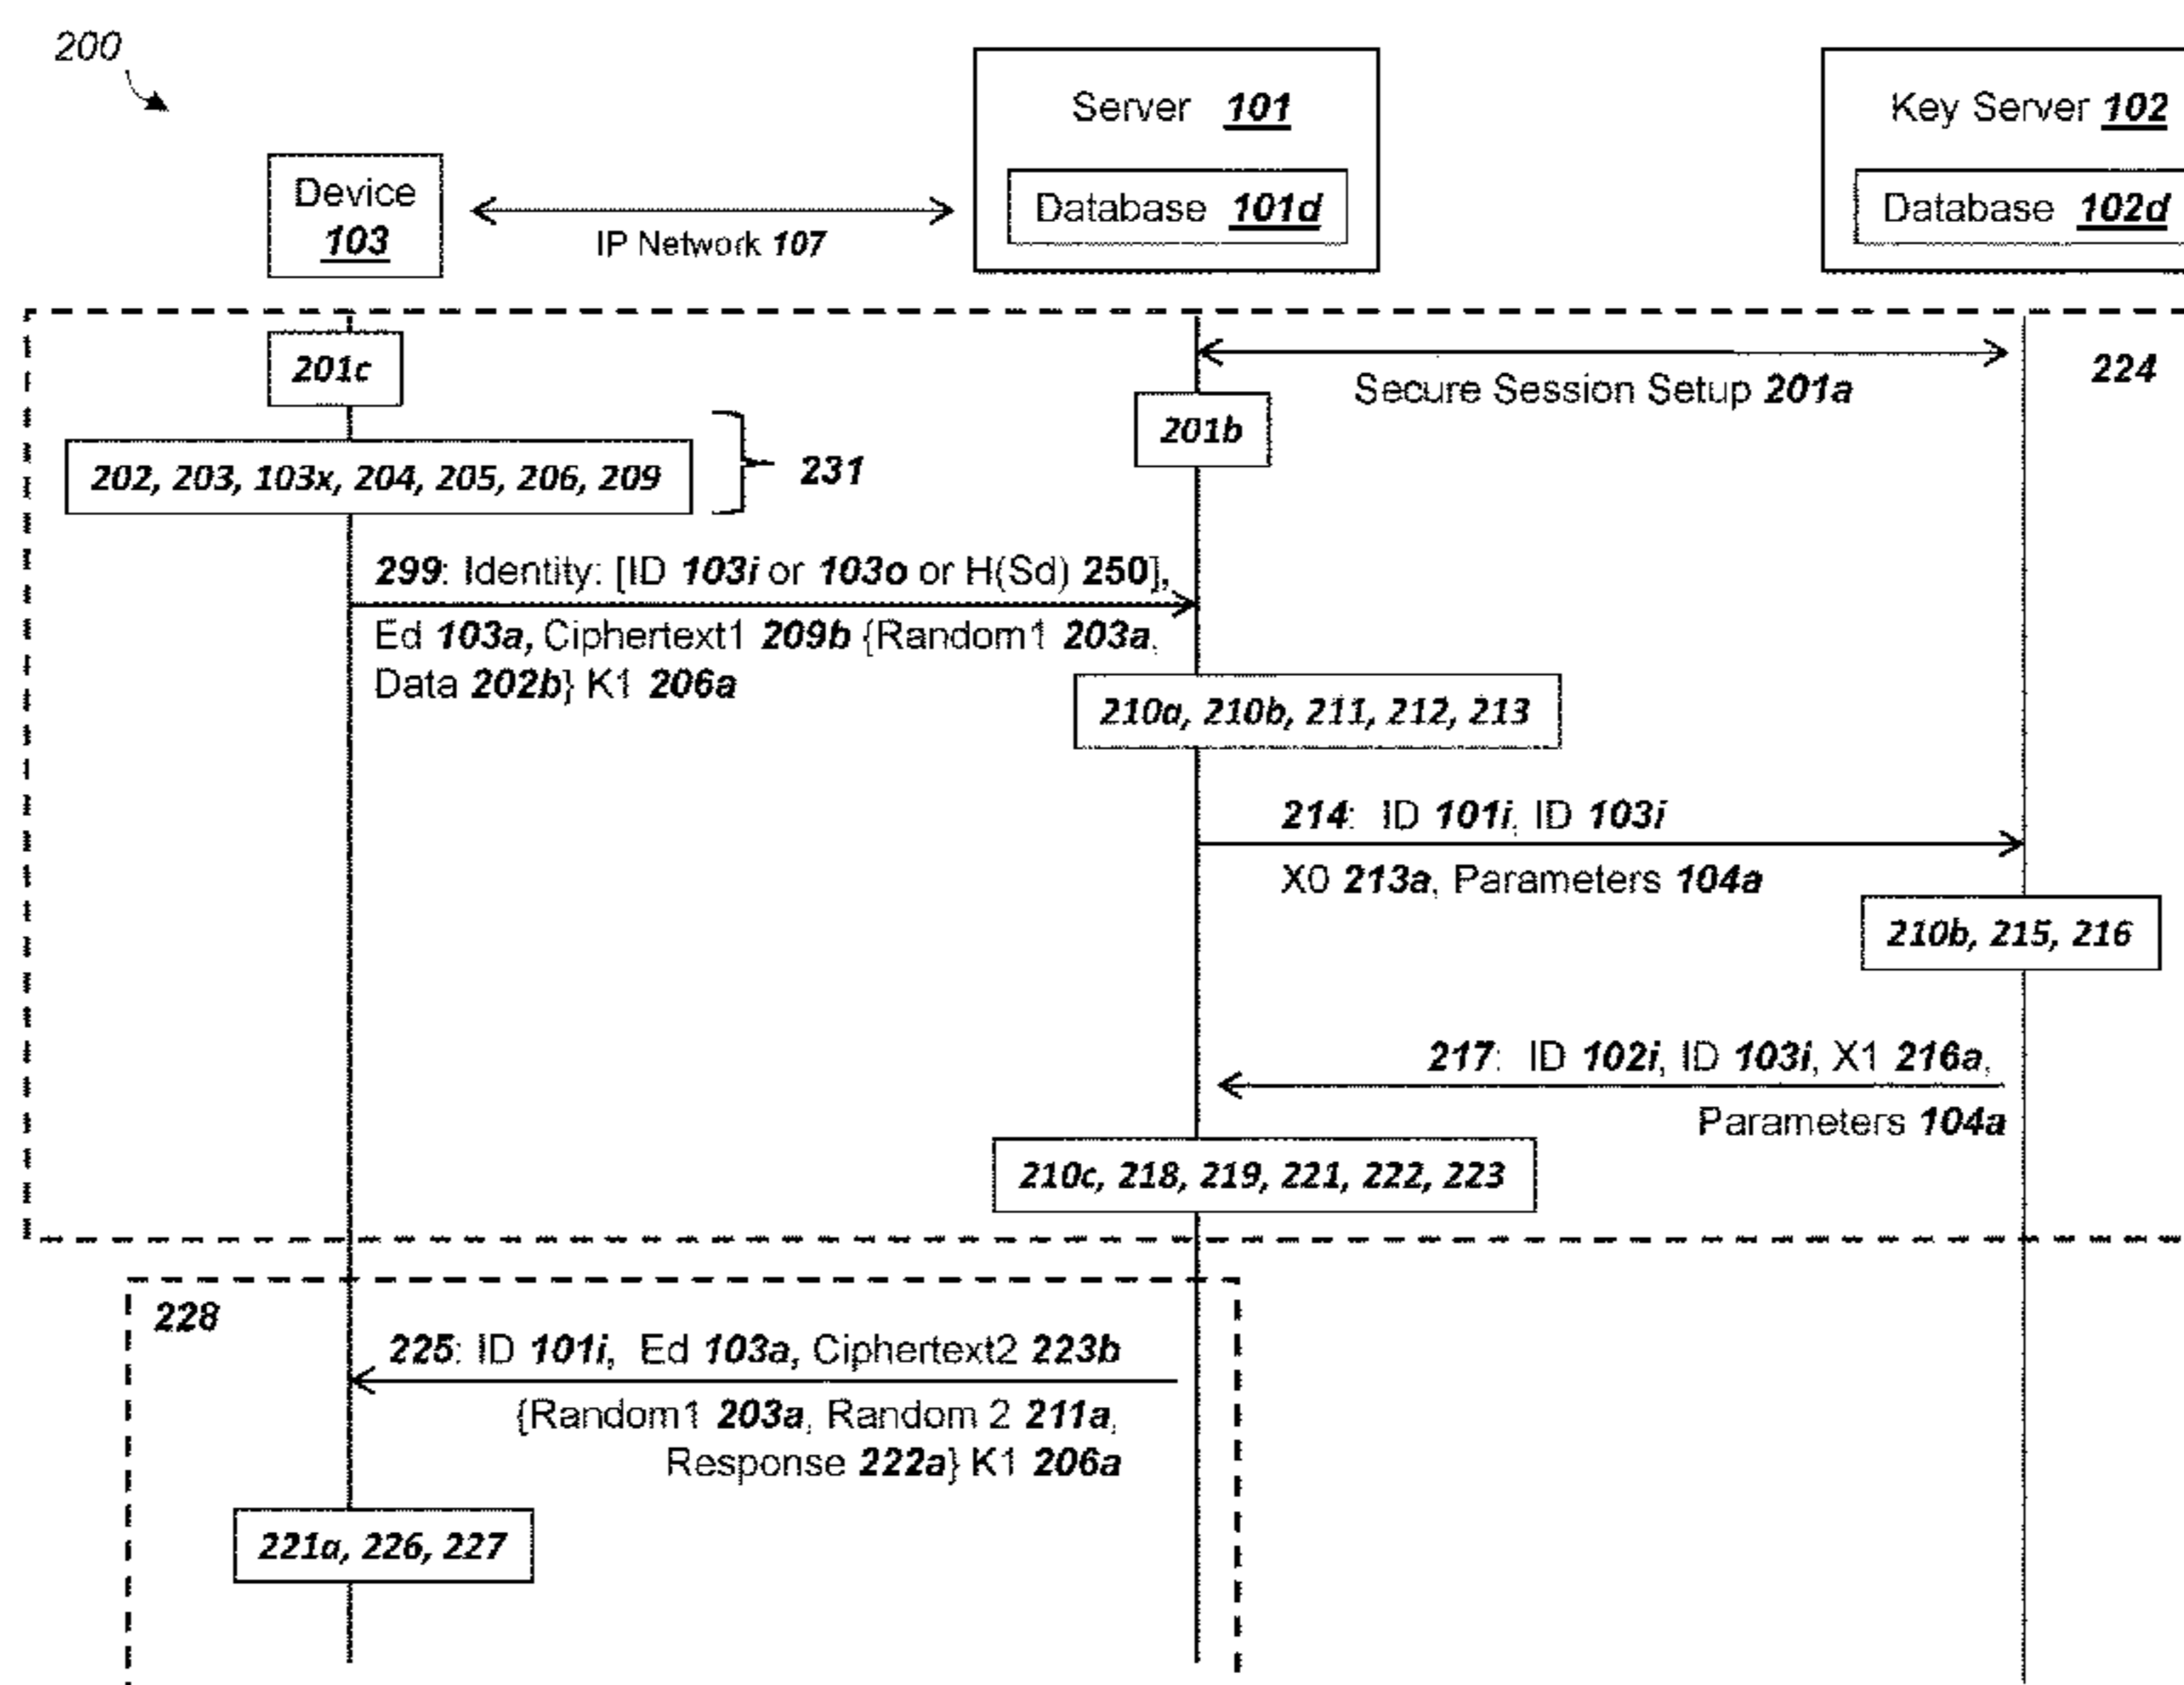 200
Server 101
Key Server 102
Device
103
Database 101d
Database 102d
IP Network 107
201c
Secure Session Setup 201a
224
201b
202, 203, 103x, 204, 205, 206, 209
231
299: Identity: [ID 103i or 103o or H(Sd) 250],
Ed 103a, Ciphertext1 209b {Random1 203a,
Data 202b} K1 206a
210a, 210b, 211, 212, 213
214: ID 101i, ID 103i
X0 213a, Parameters 104a
210b, 215, 216
217: ID 102i, ID 103i, X1 216a,
Parameters 104a
210c, 218, 219, 221, 222, 223
228
225: ID 101i, Ed 103a, Ciphertext2 223b
{Random1 203a, Random 2 211a,
Response 222a} K1 206a
221a, 226, 227